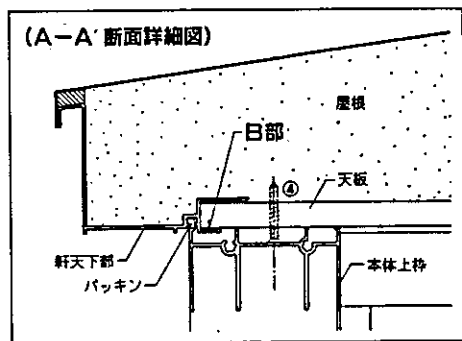 (A-A' 断面詳細図)
屋根
B部
④
天板
軒天下部
パッキン
本体上枠